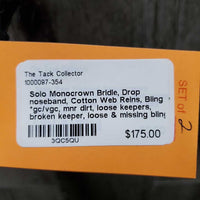 The Tack Collector
1000097-354
Solo Monocrown Bridle, Drop
noseband, Cotton Web Reins, Bling
*gc/vgc, mnr dirt, loose keepers,
broken keeper, loose & missing bling
$175.00
3QC5QU
SET of 2